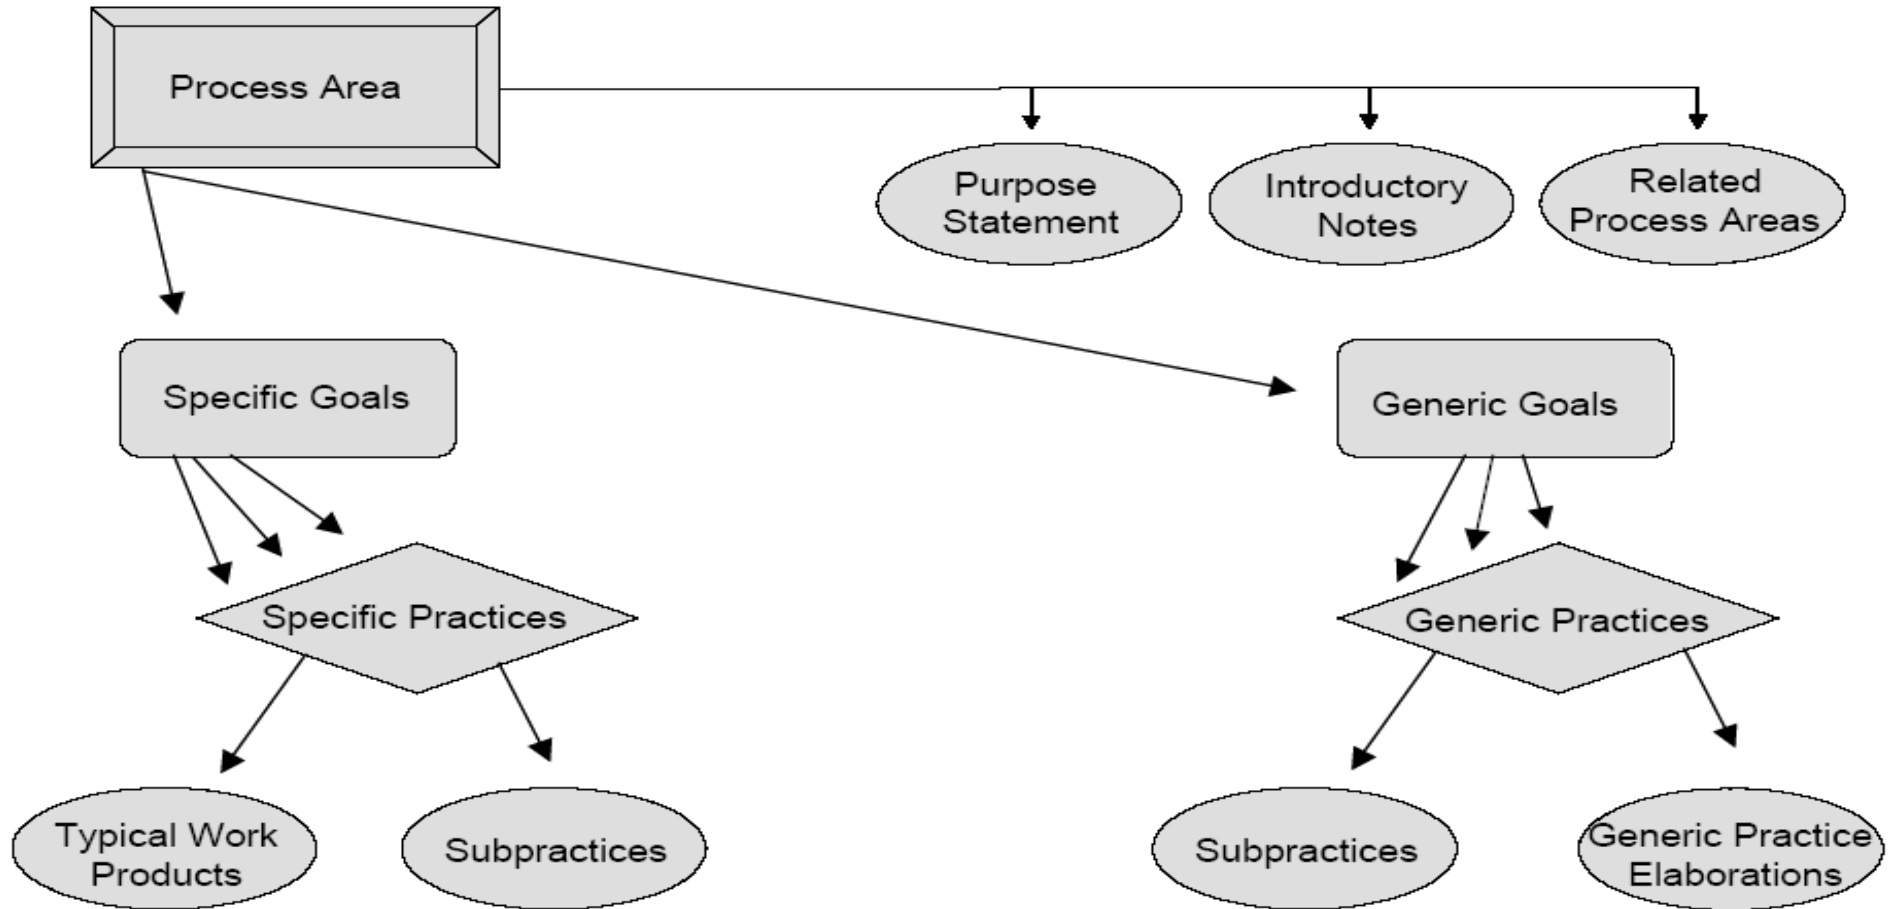 Process Area
Purpose
Statement
Introductory
Notes
Related
Process Areas
Specific Goals
Generic Goals
Specific Practices
Generic Practices
Typical Work
Products
Subpractices
Subpractices
Generic Practice
Elaborations